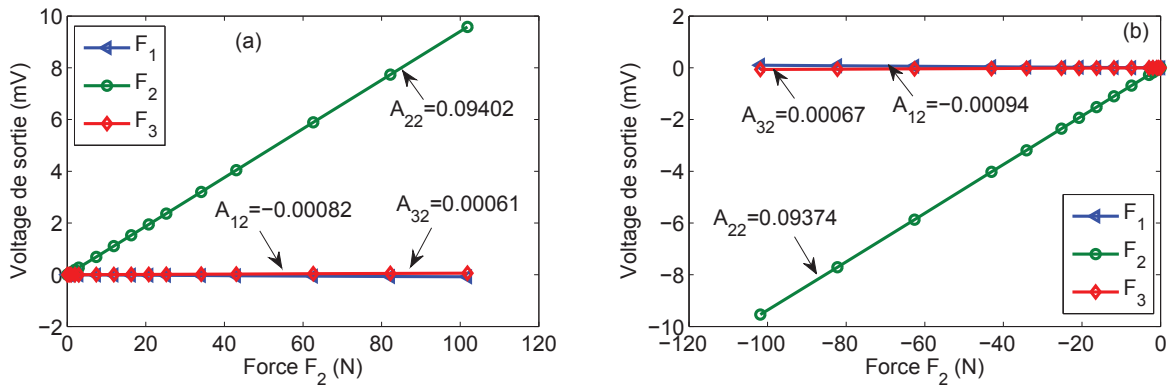 (a)
F1
F2
F3
A22=0.09402
A12=−0.00082
A32=0.00061
Voltage de sortie (mV)
10
8
6
4
2
0
−2
0 20 40 60 80 100 120
Force F2 (N)
(b)
A32=0.00067
A12=−0.00094
A22=0.09374
F1
F2
F3
Voltage de sortie (mV)
2
0
−2
−4
−6
−8
−10
−120 −100 −80 −60 −40 −20 0
Force F2 (N)